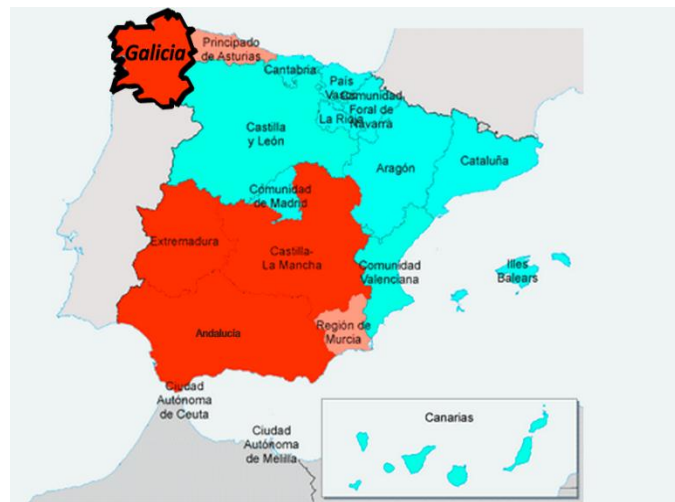 Galicia
Principado
de Asturias
Cantabria
País
Vasco
Comunidad
Foral de
Navarra
La Rioja
Castilla
y León
Aragón
Cataluña
Comunidad
de Madrid
Extremadura
Castilla-
La Mancha
Comunidad
Valenciana
Illes
Balears
Andalucía
Región de
Murcia
Ciudad
Autónoma
de Ceuta
Ciudad
Autónoma
de Melilla
Canarias